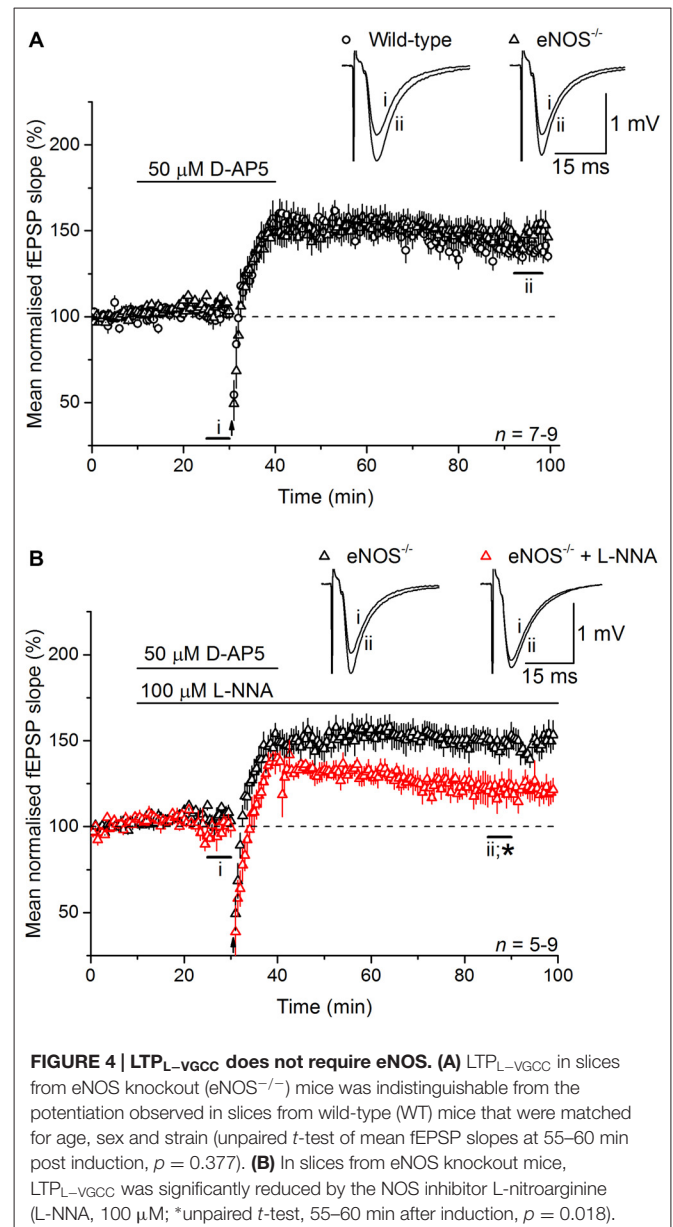 A
Wild-type
eNOS⁻/⁻
i
ii
i
ii
1 mV
15 ms
50 μM D-AP5
Mean normalised fEPSP slope (%)
200
150
100
50
i
ii
n = 7-9
0
20
40
60
80
100
Time (min)
B
eNOS⁻/⁻
eNOS⁻/⁻ + L-NNA
i
ii
i
ii
1 mV
15 ms
50 μM D-AP5
100 μM L-NNA
Mean normalised fEPSP slope (%)
200
150
100
50
i
ii;*
n = 5-9
0
20
40
60
80
100
Time (min)
FIGURE 4 | LTP_L–VGCC does not require eNOS. (A) LTP_L–VGCC in slices
from eNOS knockout (eNOS⁻/⁻) mice was indistinguishable from the
potentiation observed in slices from wild-type (WT) mice that were matched
for age, sex and strain (unpaired t-test of mean fEPSP slopes at 55–60 min
post induction, p = 0.377). (B) In slices from eNOS knockout mice,
LTP_L–VGCC was significantly reduced by the NOS inhibitor L-nitroarginine
(L-NNA, 100 μM; *unpaired t-test, 55–60 min after induction, p = 0.018).